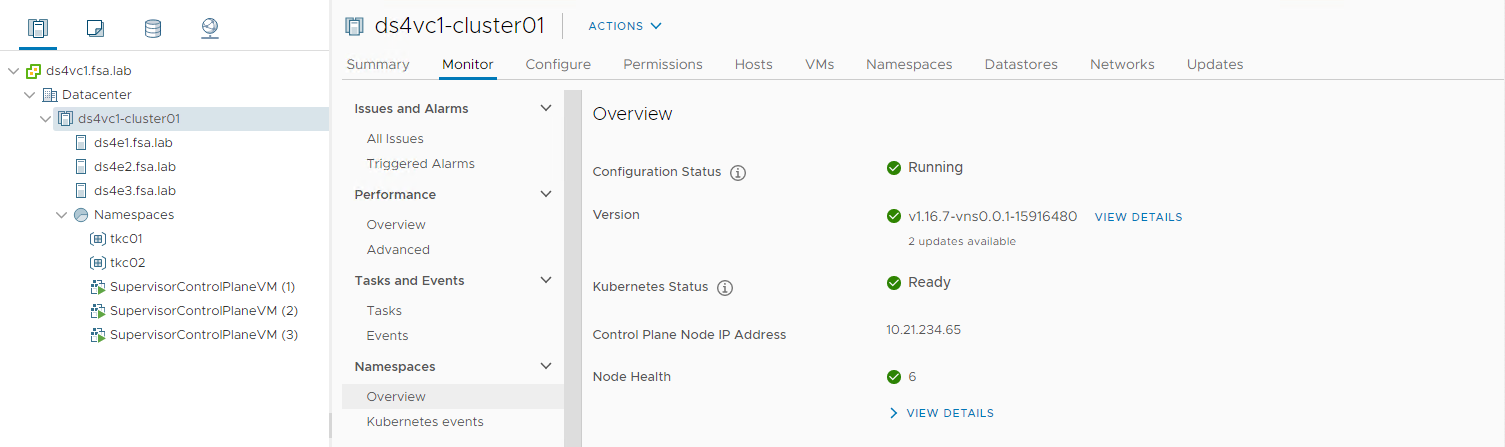 ds4vc1.fsa.lab
Datacenter
ds4vc1-cluster01
ds4e1.fsa.lab
ds4e2.fsa.lab
ds4e3.fsa.lab
Namespaces
tkc01
tkc02
SupervisorControlPlaneVM (1)
SupervisorControlPlaneVM (2)
SupervisorControlPlaneVM (3)
ds4vc1-cluster01 ACTIONS
Summary Monitor Configure Permissions Hosts VMs Namespaces Datastores Networks Updates
Issues and Alarms
All Issues
Triggered Alarms
Performance
Overview
Advanced
Tasks and Events
Tasks
Events
Namespaces
Overview
Kubernetes events
Overview
Configuration Status Running
Version v1.16.7-vns0.0.1-15916480 VIEW DETAILS
2 updates available
Kubernetes Status Ready
Control Plane Node IP Address 10.21.234.65
Node Health 6
VIEW DETAILS